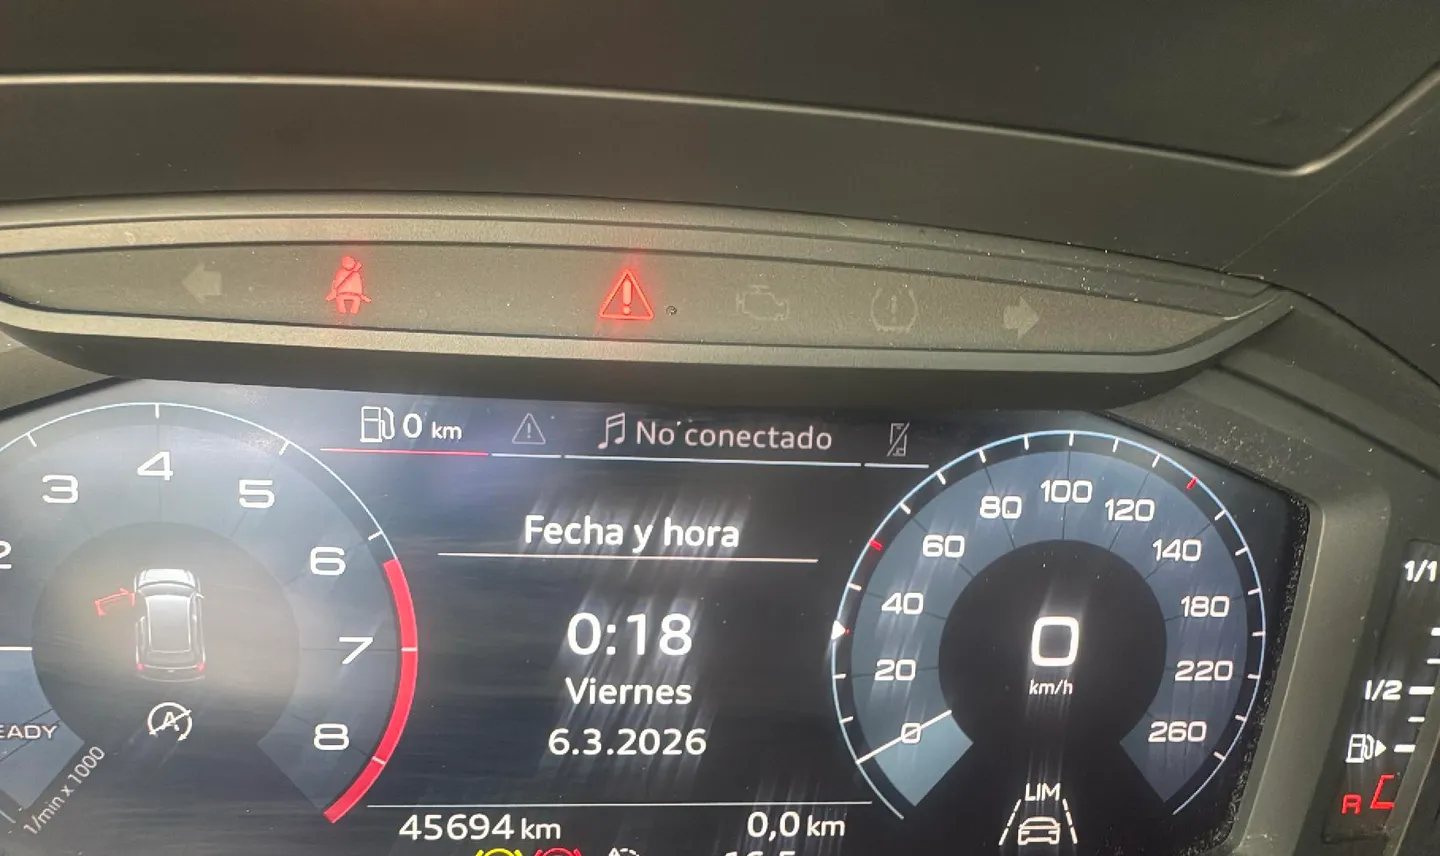 0 km
No conectado
Fecha y hora
0:18
Viernes
6.3.2026
45694 km
0,0 km
2
3
4
5
6
7
8
EADY
1/min x 1000
A
0
20
40
60
80
100
120
140
180
220
260
0
km/h
LIM
1/1
1/2
R